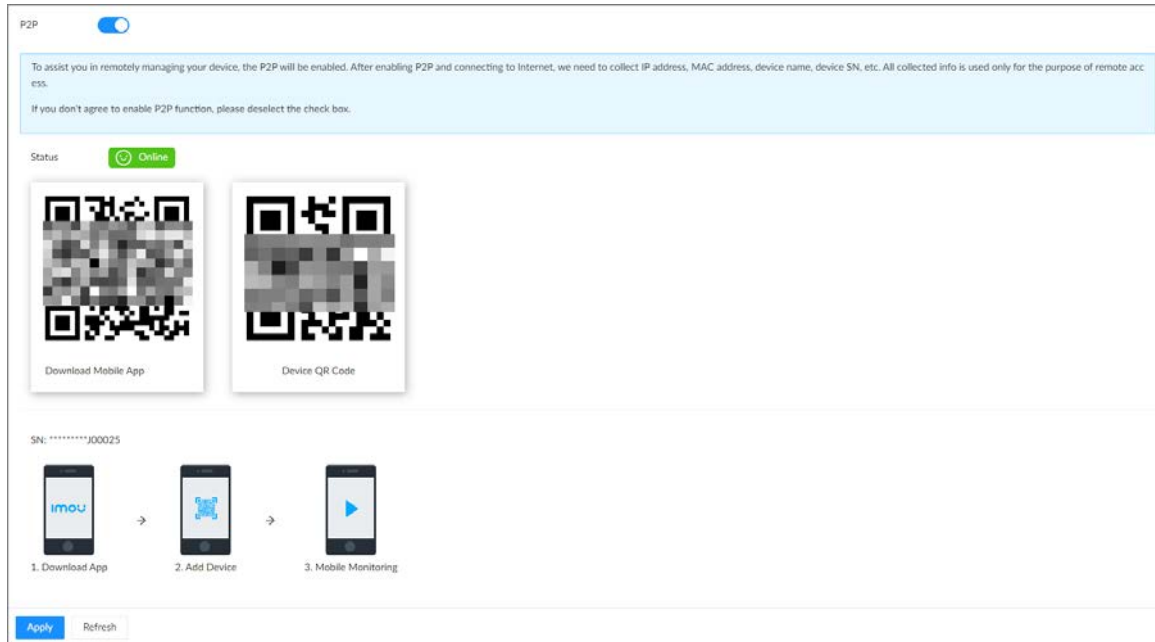 P2P
To assist you in remotely managing your device, the P2P will be enabled. After enabling P2P and connecting to Internet, we need to collect IP address, MAC address, device name, device SN, etc. All collected info is used only for the purpose of remote acc
ess.
If you don't agree to enable P2P function, please deselect the check box.
Status Online
Download Mobile App Device QR Code
SN: *********J00025
imou
1. Download App 2. Add Device 3. Mobile Monitoring
Apply Refresh